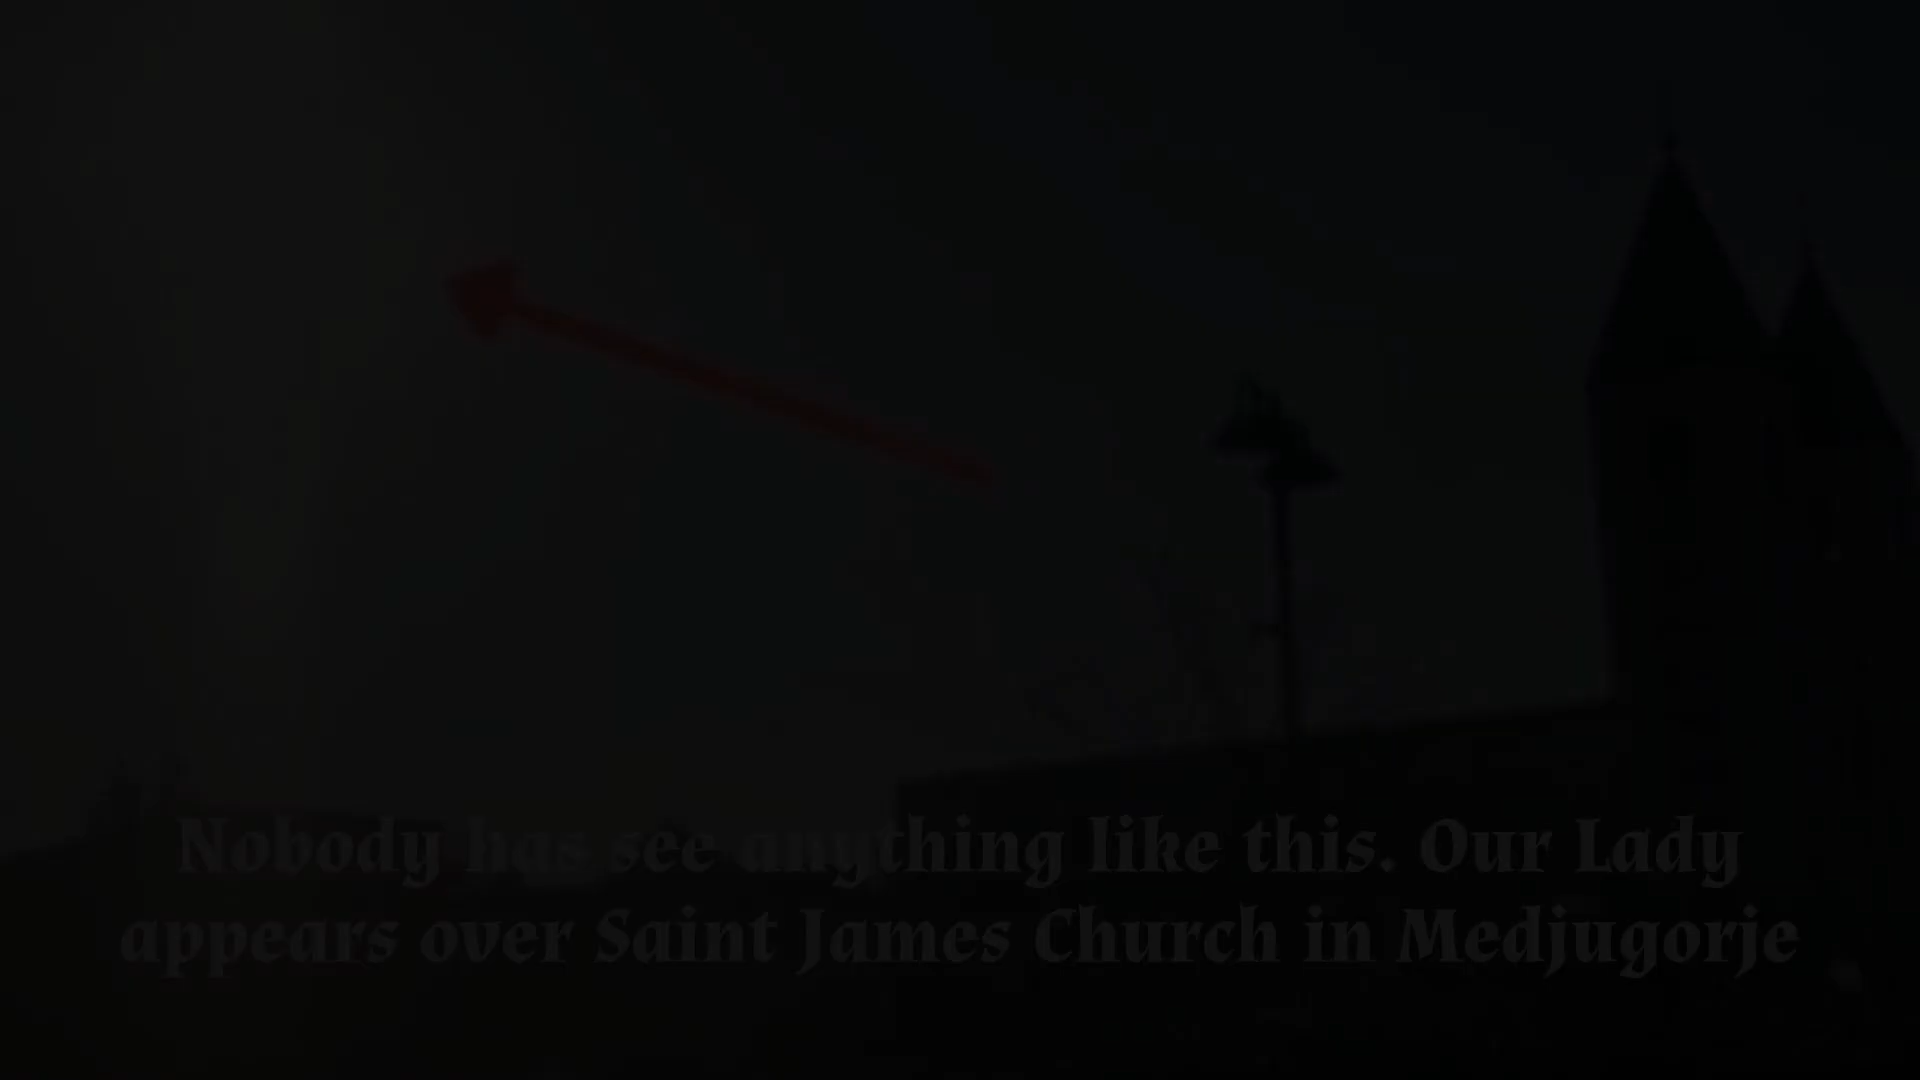 Nobody has see anything like this. Our Lady
appears over Saint James Church in Medjugorje